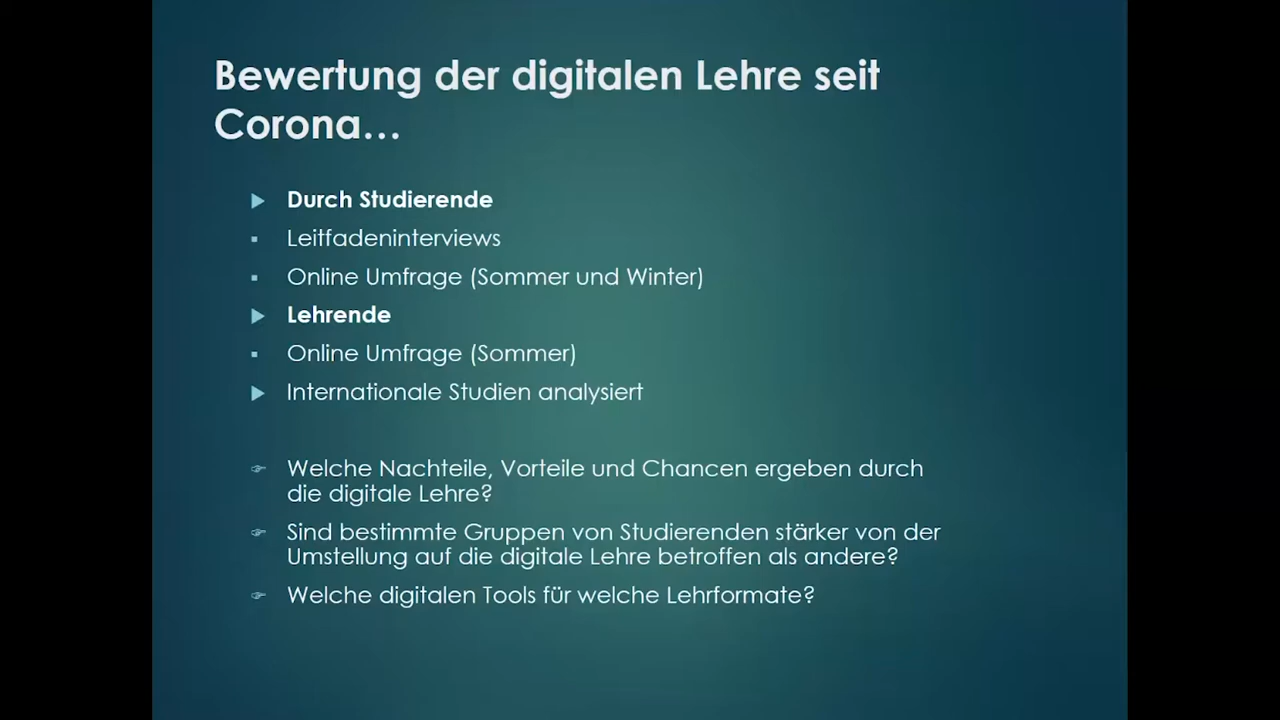 Bewertung der digitalen Lehre seit
Corona...
Durch Studierende
Leitfadeninterviews
Online Umfrage (Sommer und Winter)
Lehrende
Online Umfrage (Sommer)
Internationale Studien analysiert
Welche Nachteile, Vorteile und Chancen ergeben durch
die digitale Lehre?
Sind bestimmte Gruppen von Studierenden stärker von der
Umstellung auf die digitale Lehre betroffen als andere?
Welche digitalen Tools für welche Lehrformate?